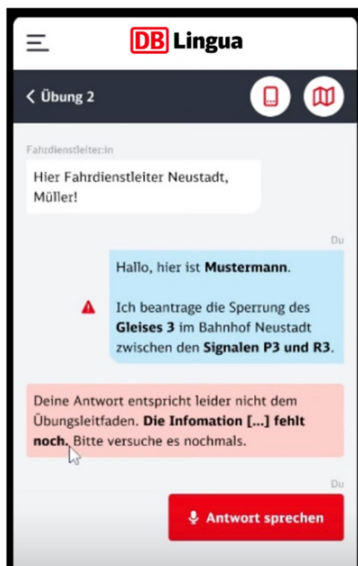 DB Lingua
Übung 2
Fahrdienstleiter:in
Hier Fahrdienstleiter Neustadt,
Müller!
Du
Hallo, hier ist Mustermann.
Ich beantrage die Sperrung des
Gleises 3 im Bahnhof Neustadt
zwischen den Signalen P3 und R3.
Deine Antwort entspricht leider nicht dem
Übungsleitfaden. Die Infomation [...] fehlt
noch. Bitte versuche es nochmals.
Du
Antwort sprechen